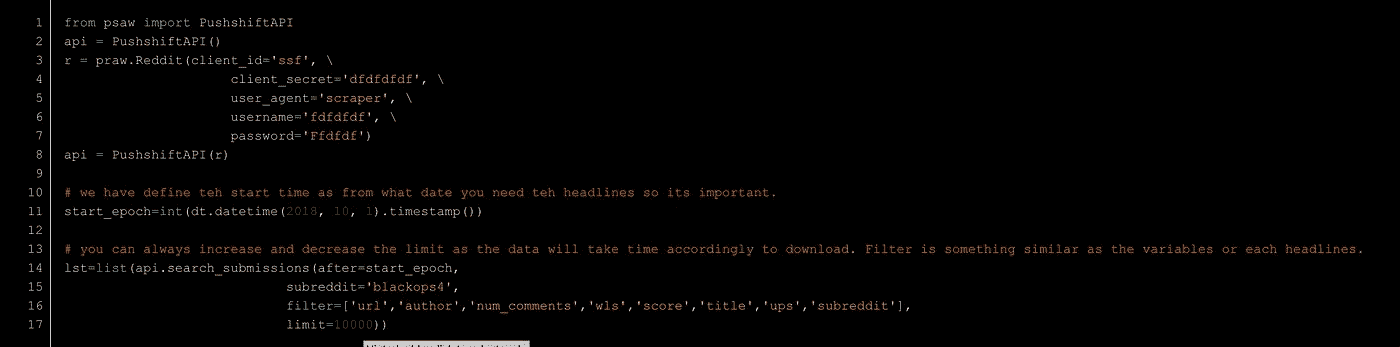 1 from psaw import PushshiftAPI
2 api = PushshiftAPI()
3 r = praw.Reddit(client_id='ssf', \
4 client_secret='dfdfdfdf', \
5 user_agent='scraper', \
6 username='fdfdfdf', \
7 password='Ffdfdf')
8 api = PushshiftAPI(r)
9
10 # we have define teh start time as from what date you need teh headlines so its important.
11 start_epoch=int(dt.datetime(2018, 10, 1).timestamp())
12
13 # you can always increase and decrease the limit as the data will take time accordingly to download. Filter is something similar as the variables or each headlines.
14 lst=list(api.search_submissions(after=start_epoch,
15 subreddit='blackops4',
16 filter=['url','author','num_comments','wls','score','title','ups','subreddit'],
17 limit=10000))